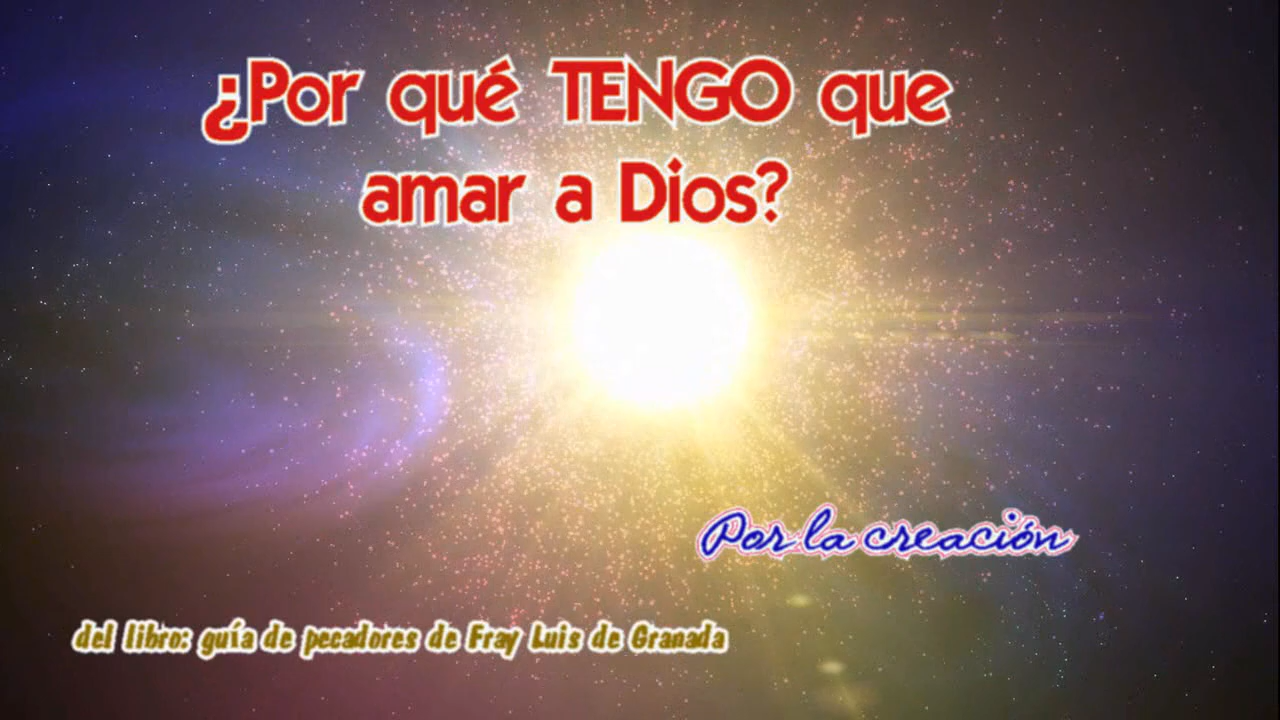 ¿Por qué TENGO que
amar a Dios?
Por la creación
del libro: guía de pecadores de Fray Luis de Granada